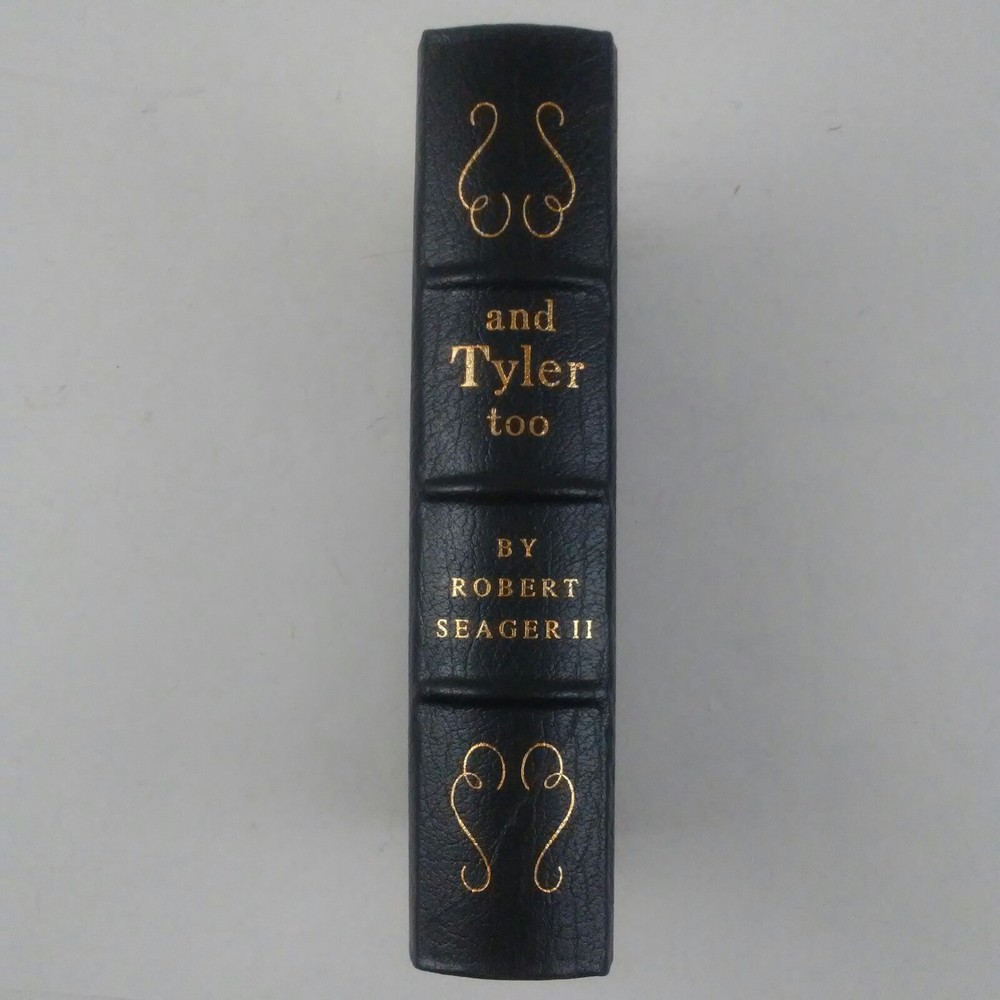 and
Tyler
too
BY
ROBERT
SEAGER II